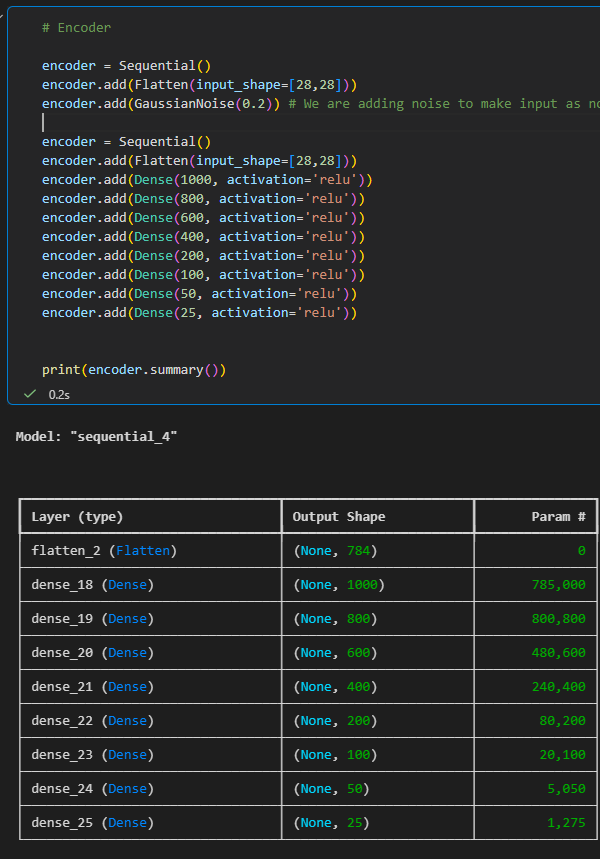 # Encoder
encoder = Sequential()
encoder.add(Flatten(input_shape=[28,28]))
encoder.add(GaussianNoise(0.2)) # We are adding noise to make input as no
encoder = Sequential()
encoder.add(Flatten(input_shape=[28,28]))
encoder.add(Dense(1000, activation='relu'))
encoder.add(Dense(800, activation='relu'))
encoder.add(Dense(600, activation='relu'))
encoder.add(Dense(400, activation='relu'))
encoder.add(Dense(200, activation='relu'))
encoder.add(Dense(100, activation='relu'))
encoder.add(Dense(50, activation='relu'))
encoder.add(Dense(25, activation='relu'))
print(encoder.summary())
0.2s
Model: "sequential_4"
Layer (type) Output Shape Param #
flatten_2 (Flatten) (None, 784) 0
dense_18 (Dense) (None, 1000) 785,000
dense_19 (Dense) (None, 800) 800,800
dense_20 (Dense) (None, 600) 480,600
dense_21 (Dense) (None, 400) 240,400
dense_22 (Dense) (None, 200) 80,200
dense_23 (Dense) (None, 100) 20,100
dense_24 (Dense) (None, 50) 5,050
dense_25 (Dense) (None, 25) 1,275